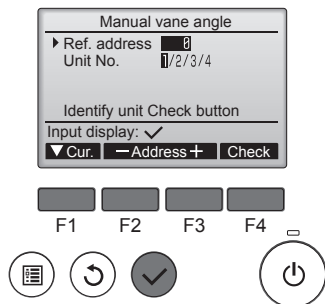 Manual vane angle
Ref. address 0
Unit No. 1/2/3/4
Identify unit Check button
Input display: ✓
▼ Cur. − Address + Check
F1 F2 F3 F4